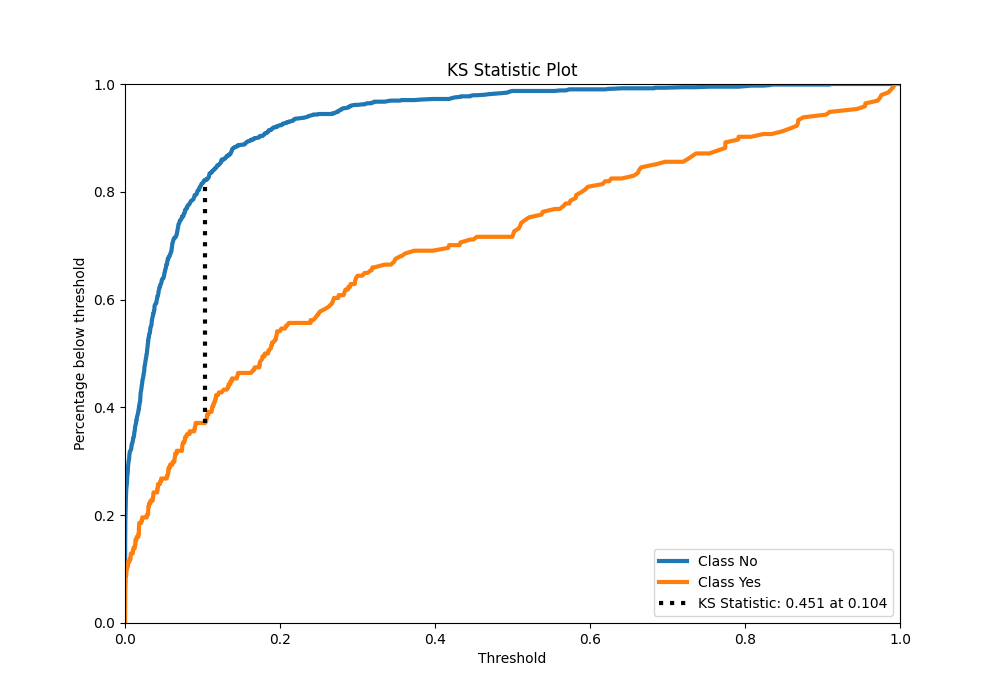 KS Statistic Plot
1.0
0.8
0.6
0.4
0.2
0.0
Percentage below threshold
0.0 0.2 0.4 0.6 0.8 1.0
Threshold
Class No
Class Yes
KS Statistic: 0.451 at 0.104